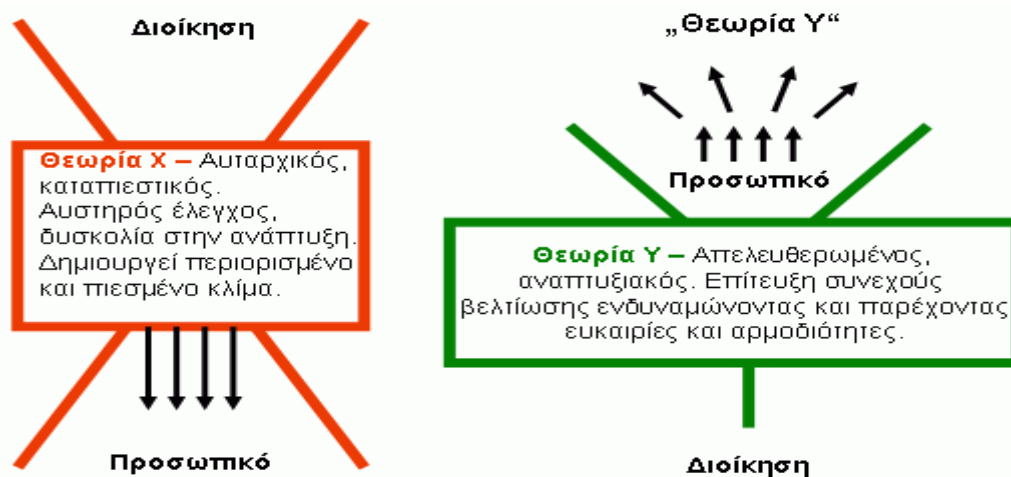 Διοίκηση
Θεωρία Χ – Αυταρχικός,
καταπιεστικός.
Αυστηρός έλεγχος,
δυσκολία στην ανάπτυξη.
Δημιουργεί περιορισμένο
και πιεσμένο κλίμα.
Προσωπικό
„Θεωρία Υ“
Προσωπικό
Θεωρία Υ – Απελευθερωμένος,
αναπτυξιακός. Επίτευξη συνεχούς
βελτίωσης ενδυναμώνοντας και παρέχοντας
ευκαιρίες και αρμοδιότητες.
Διοίκηση